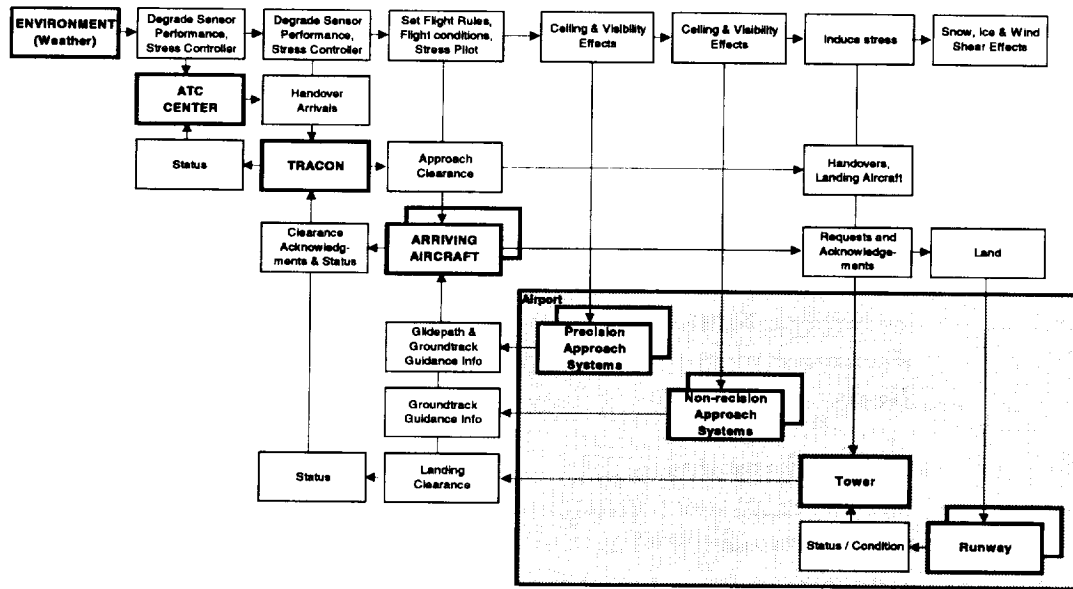 ENVIRONMENT
(Weather)
Degrade Sensor
Performance,
Stress Controller
Degrade Sensor
Performance,
Stress Controller
Set Flight Rules,
Flight conditions,
Stress Pilot
Ceiling & Visibility
Effects
Ceiling & Visibility
Effects
Induce stress
Snow, Ice & Wind
Shear Effects
ATC
CENTER
Handover
Arrivals
Status
TRACON
Approach
Clearance
Handovers,
Landing Aircraft
Clearance
Acknowledg-
ments & Status
ARRIVING
AIRCRAFT
Requests and
Acknowledge-
ments
Land
Airport
Glidepath &
Groundtrack
Guidance Info
Precision
Approach
Systems
Groundtrack
Guidance Info
Non-recision
Approach
Systems
Status
Landing
Clearance
Tower
Status / Condition
Runway